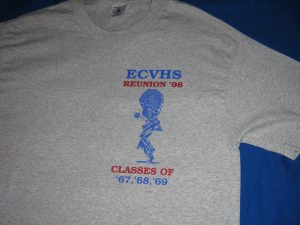 ECVHS
REUNION '98
CLASSES OF
'67,'68,'69